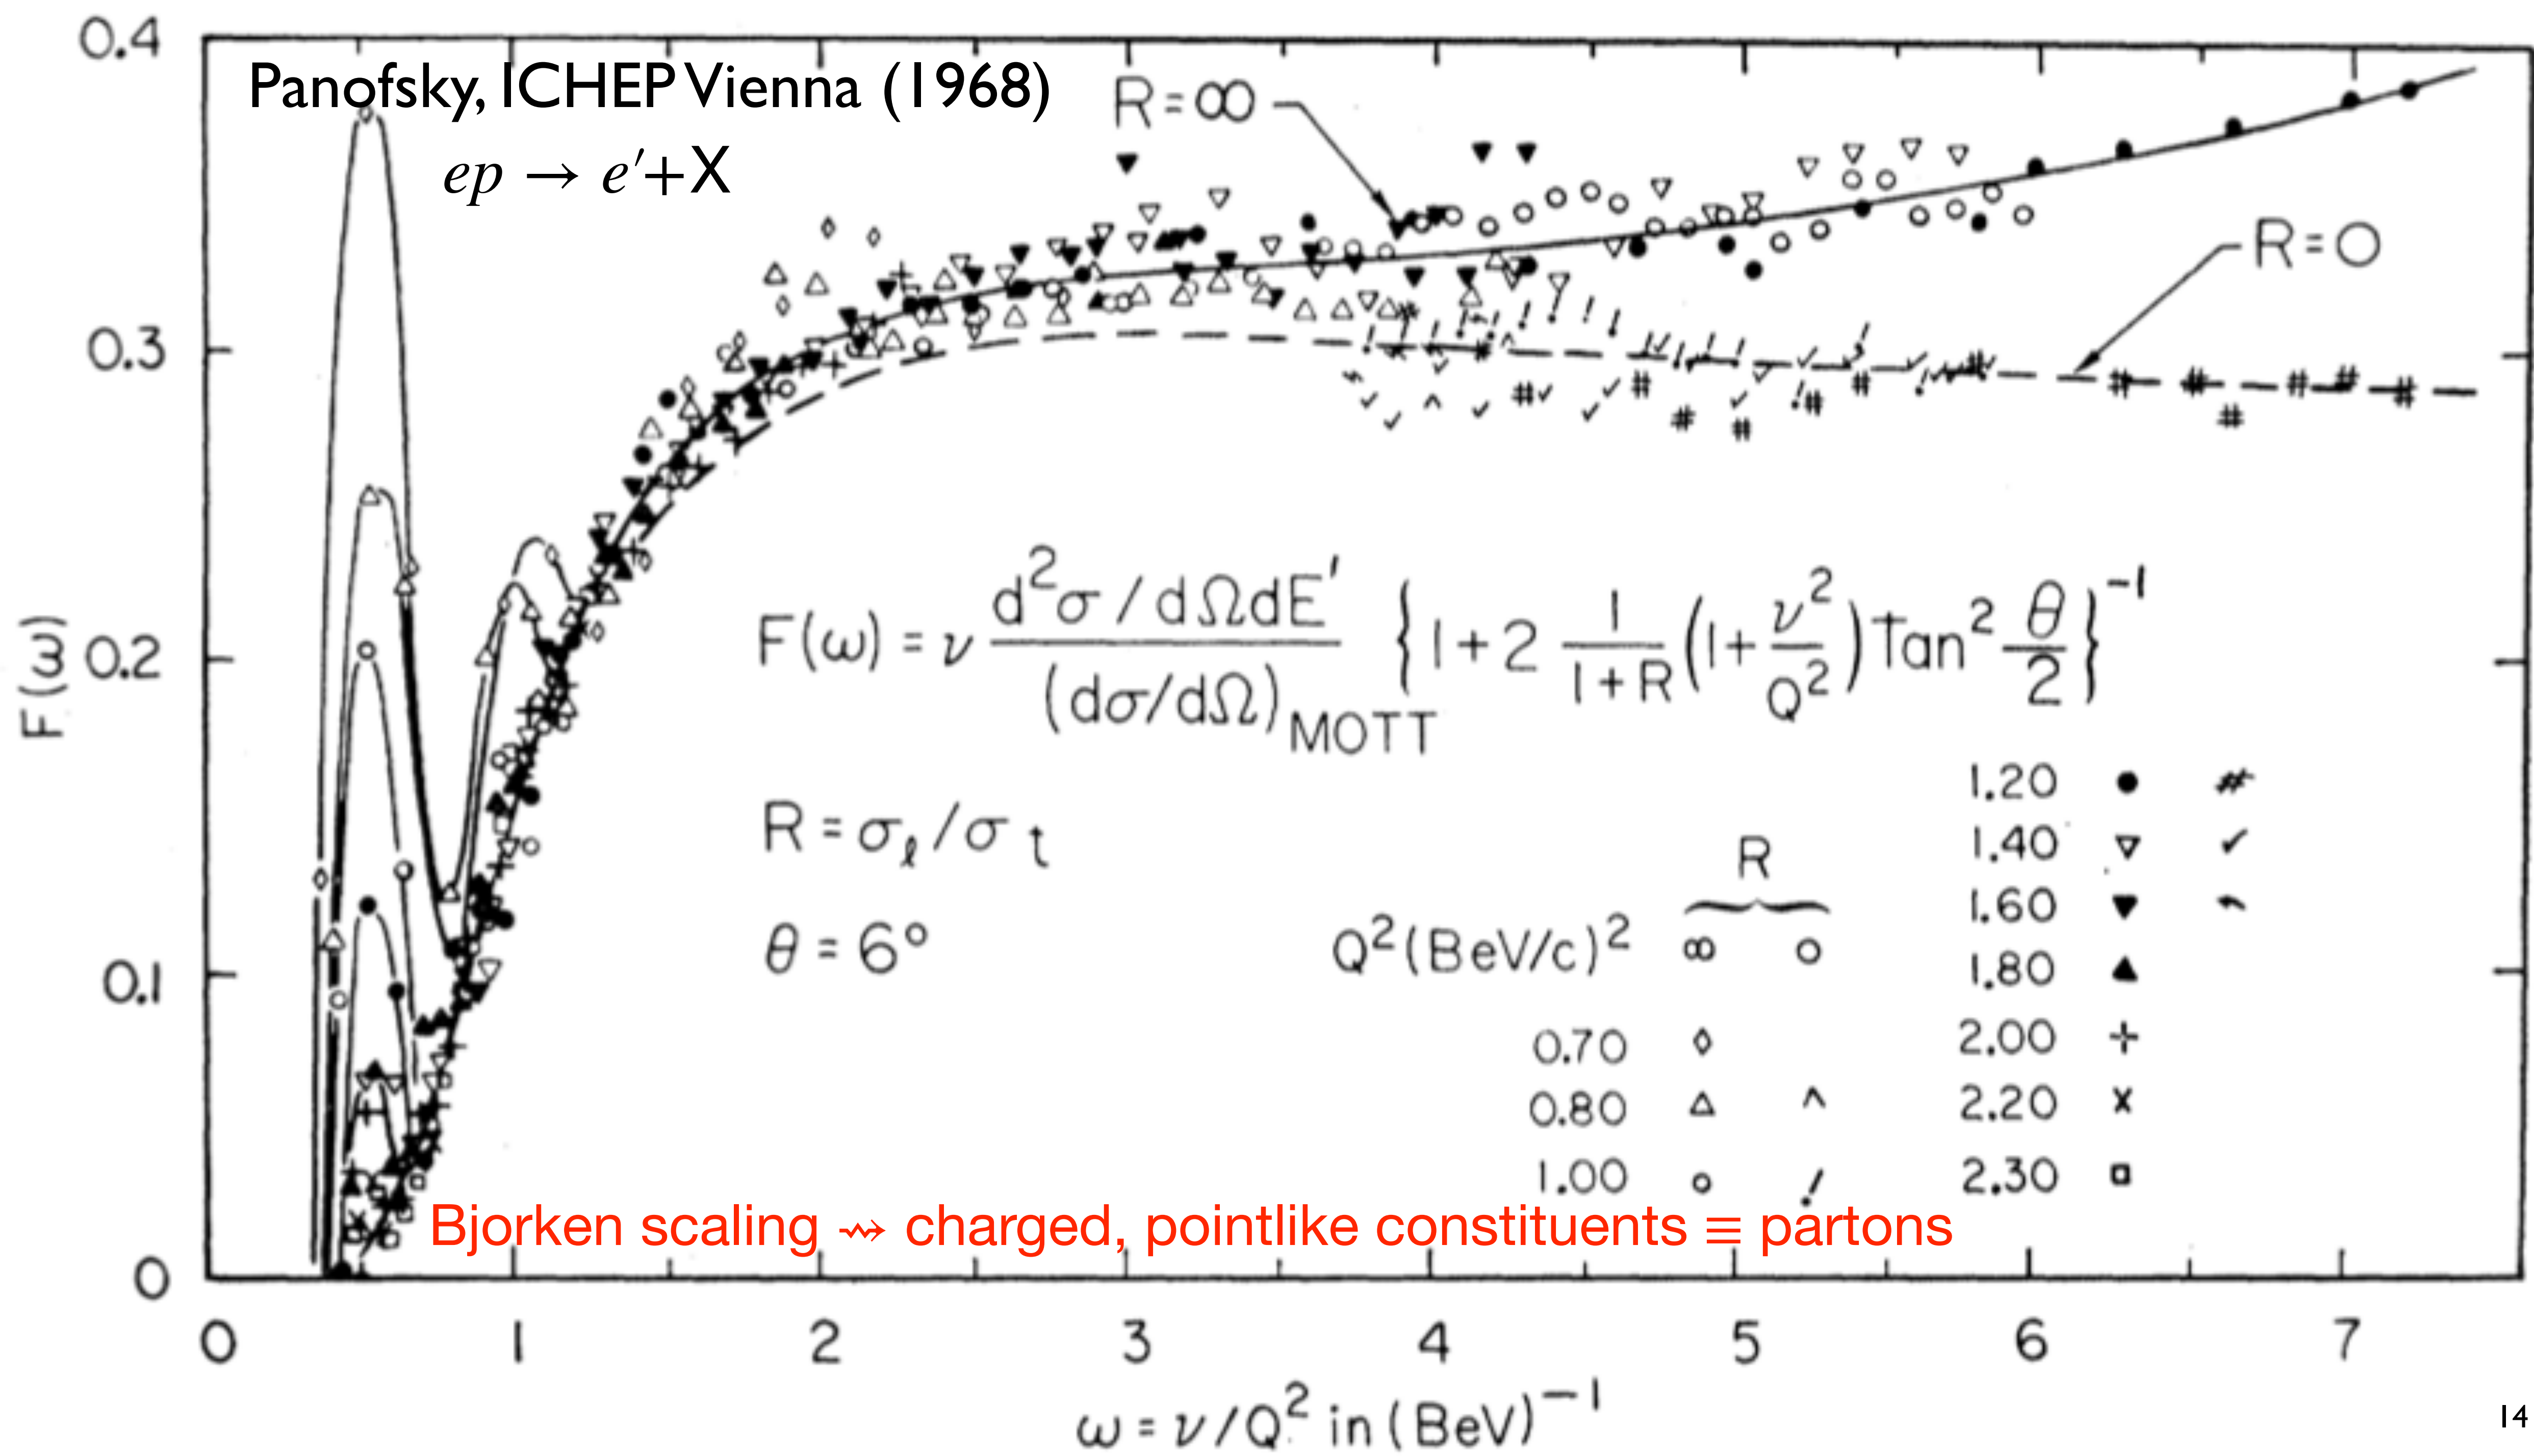 Panofsky, ICHEP Vienna (1968)
ep → e′+X
R=∞
R=0
F(ω) = ν d²σ/dΩdE′ / (dσ/dΩ)MOTT {1+2 1/(1+R) (1+ν²/Q²) Tan² θ/2}⁻¹
R = σℓ/σt
θ = 6°
R
Q²(BeV/c)² ∞ 0
0.70 ◊
0.80 △ ^
1.00 ○ !
1.20 ● #
1.40 ▽ ✓
1.60 ▼
1.80 ▲
2.00 +
2.20 x
2.30 □
Bjorken scaling ⇝ charged, pointlike constituents ≡ partons
F(ω)
0.4
0.3
0.2
0.1
0
0 1 2 3 4 5 6 7
ω = ν/Q² in (BeV)⁻¹
14